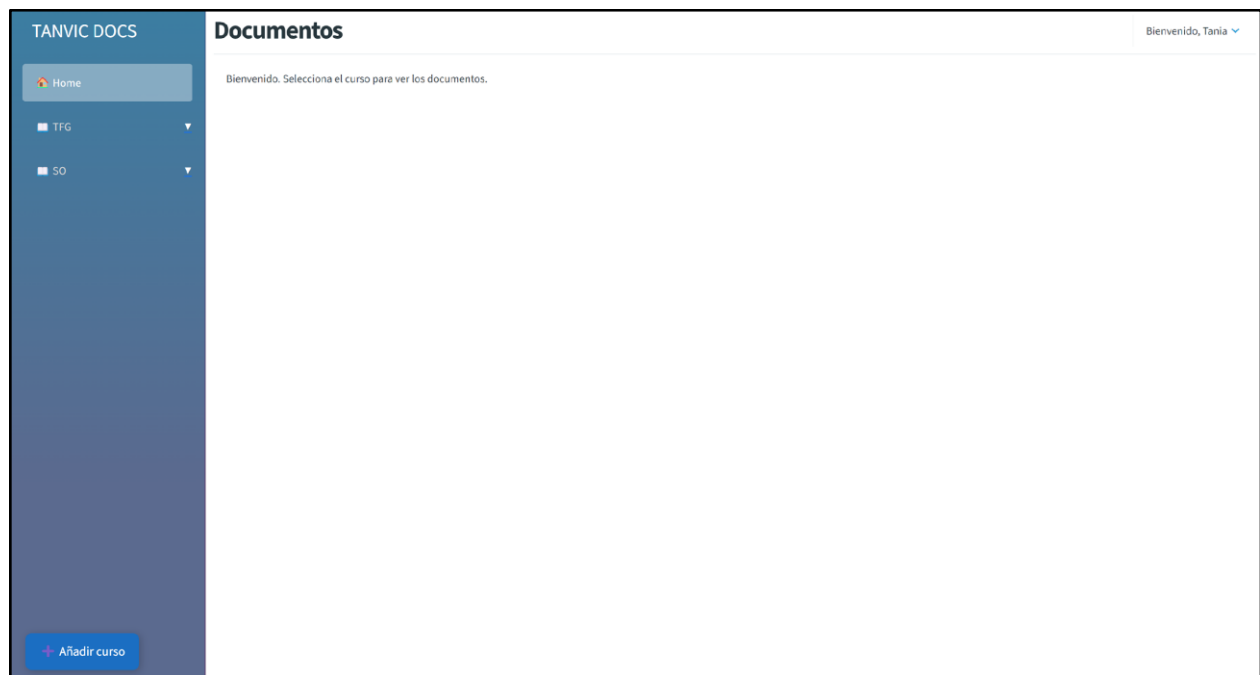 TANVIC DOCS
Home
TFG
SO
Añadir curso
Documentos
Bienvenido, Tania
Bienvenido. Selecciona el curso para ver los documentos.